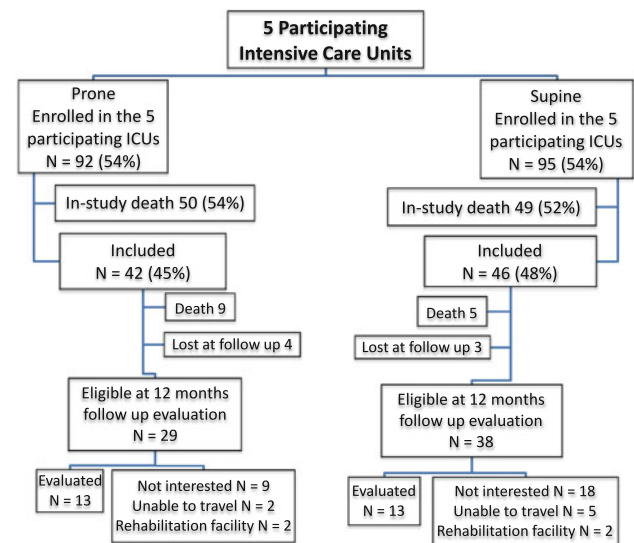 5 Participating
Intensive Care Units
Prone
Enrolled in the 5
participating ICUs
N = 92 (54%)
Supine
Enrolled in the 5
participating ICUs
N = 95 (54%)
In-study death 50 (54%)
In-study death 49 (52%)
Included
N = 42 (45%)
Included
N = 46 (48%)
Death 9
Death 5
Lost at follow up 4
Lost at follow up 3
Eligible at 12 months
follow up evaluation
N = 29
Eligible at 12 months
follow up evaluation
N = 38
Evaluated
N = 13
Not interested N = 9
Unable to travel N = 2
Rehabilitation facility N = 2
Evaluated
N = 13
Not interested N = 18
Unable to travel N = 5
Rehabilitation facility N = 2